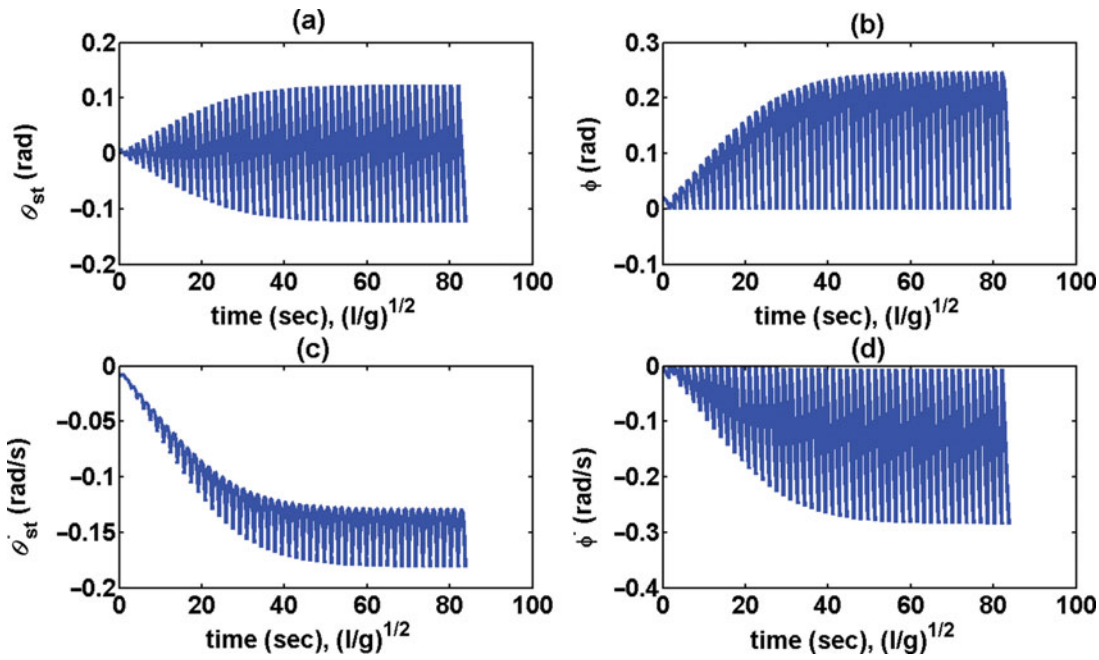 (a)
0.2
0.1
0
−0.1
−0.2
θst (rad)
0 20 40 60 80 100
time (sec), (l/g)1/2
(b)
0.3
0.2
0.1
0
−0.1
ϕ (rad)
0 20 40 60 80 100
time (sec), (l/g)1/2
(c)
0
−0.05
−0.1
−0.15
−0.2
θ̇st (rad/s)
0 20 40 60 80 100
time (sec), (l/g)1/2
(d)
0
−0.1
−0.2
−0.3
−0.4
ϕ̇ (rad/s)
0 20 40 60 80 100
time (sec), (l/g)1/2